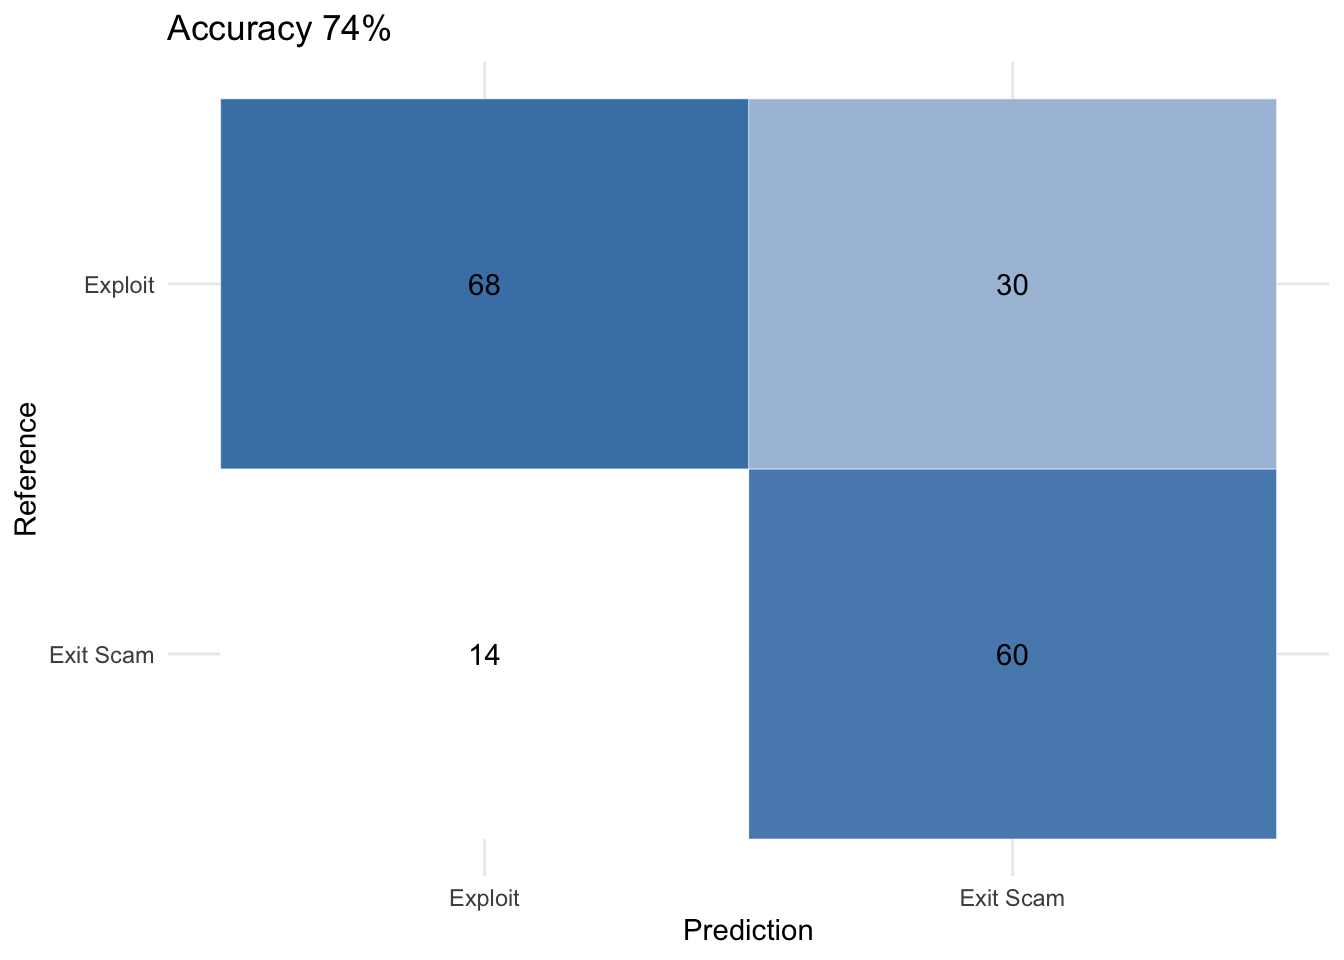 Accuracy 74%
Exploit
68
30
Reference
Exit Scam
14
60
Exploit
Exit Scam
Prediction